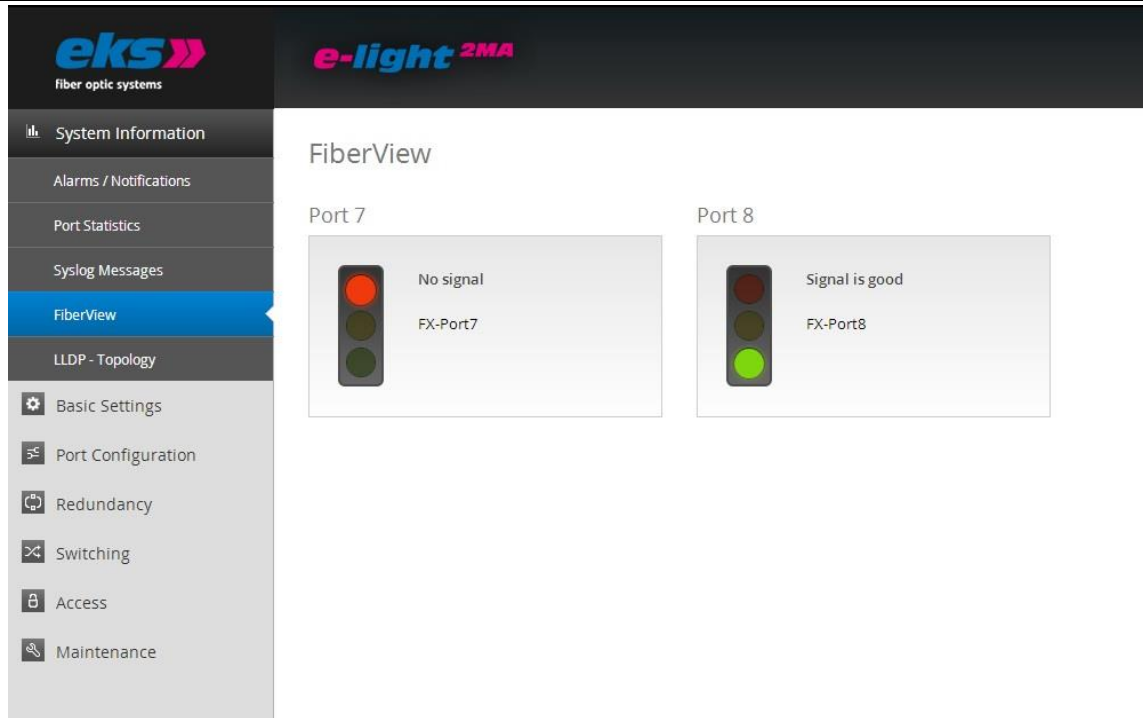 eks
fiber optic systems
e-light 2MA
System Information
Alarms / Notifications
Port Statistics
Syslog Messages
FiberView
LLDP - Topology
Basic Settings
Port Configuration
Redundancy
Switching
Access
Maintenance
FiberView
Port 7
No signal
FX-Port7
Port 8
Signal is good
FX-Port8